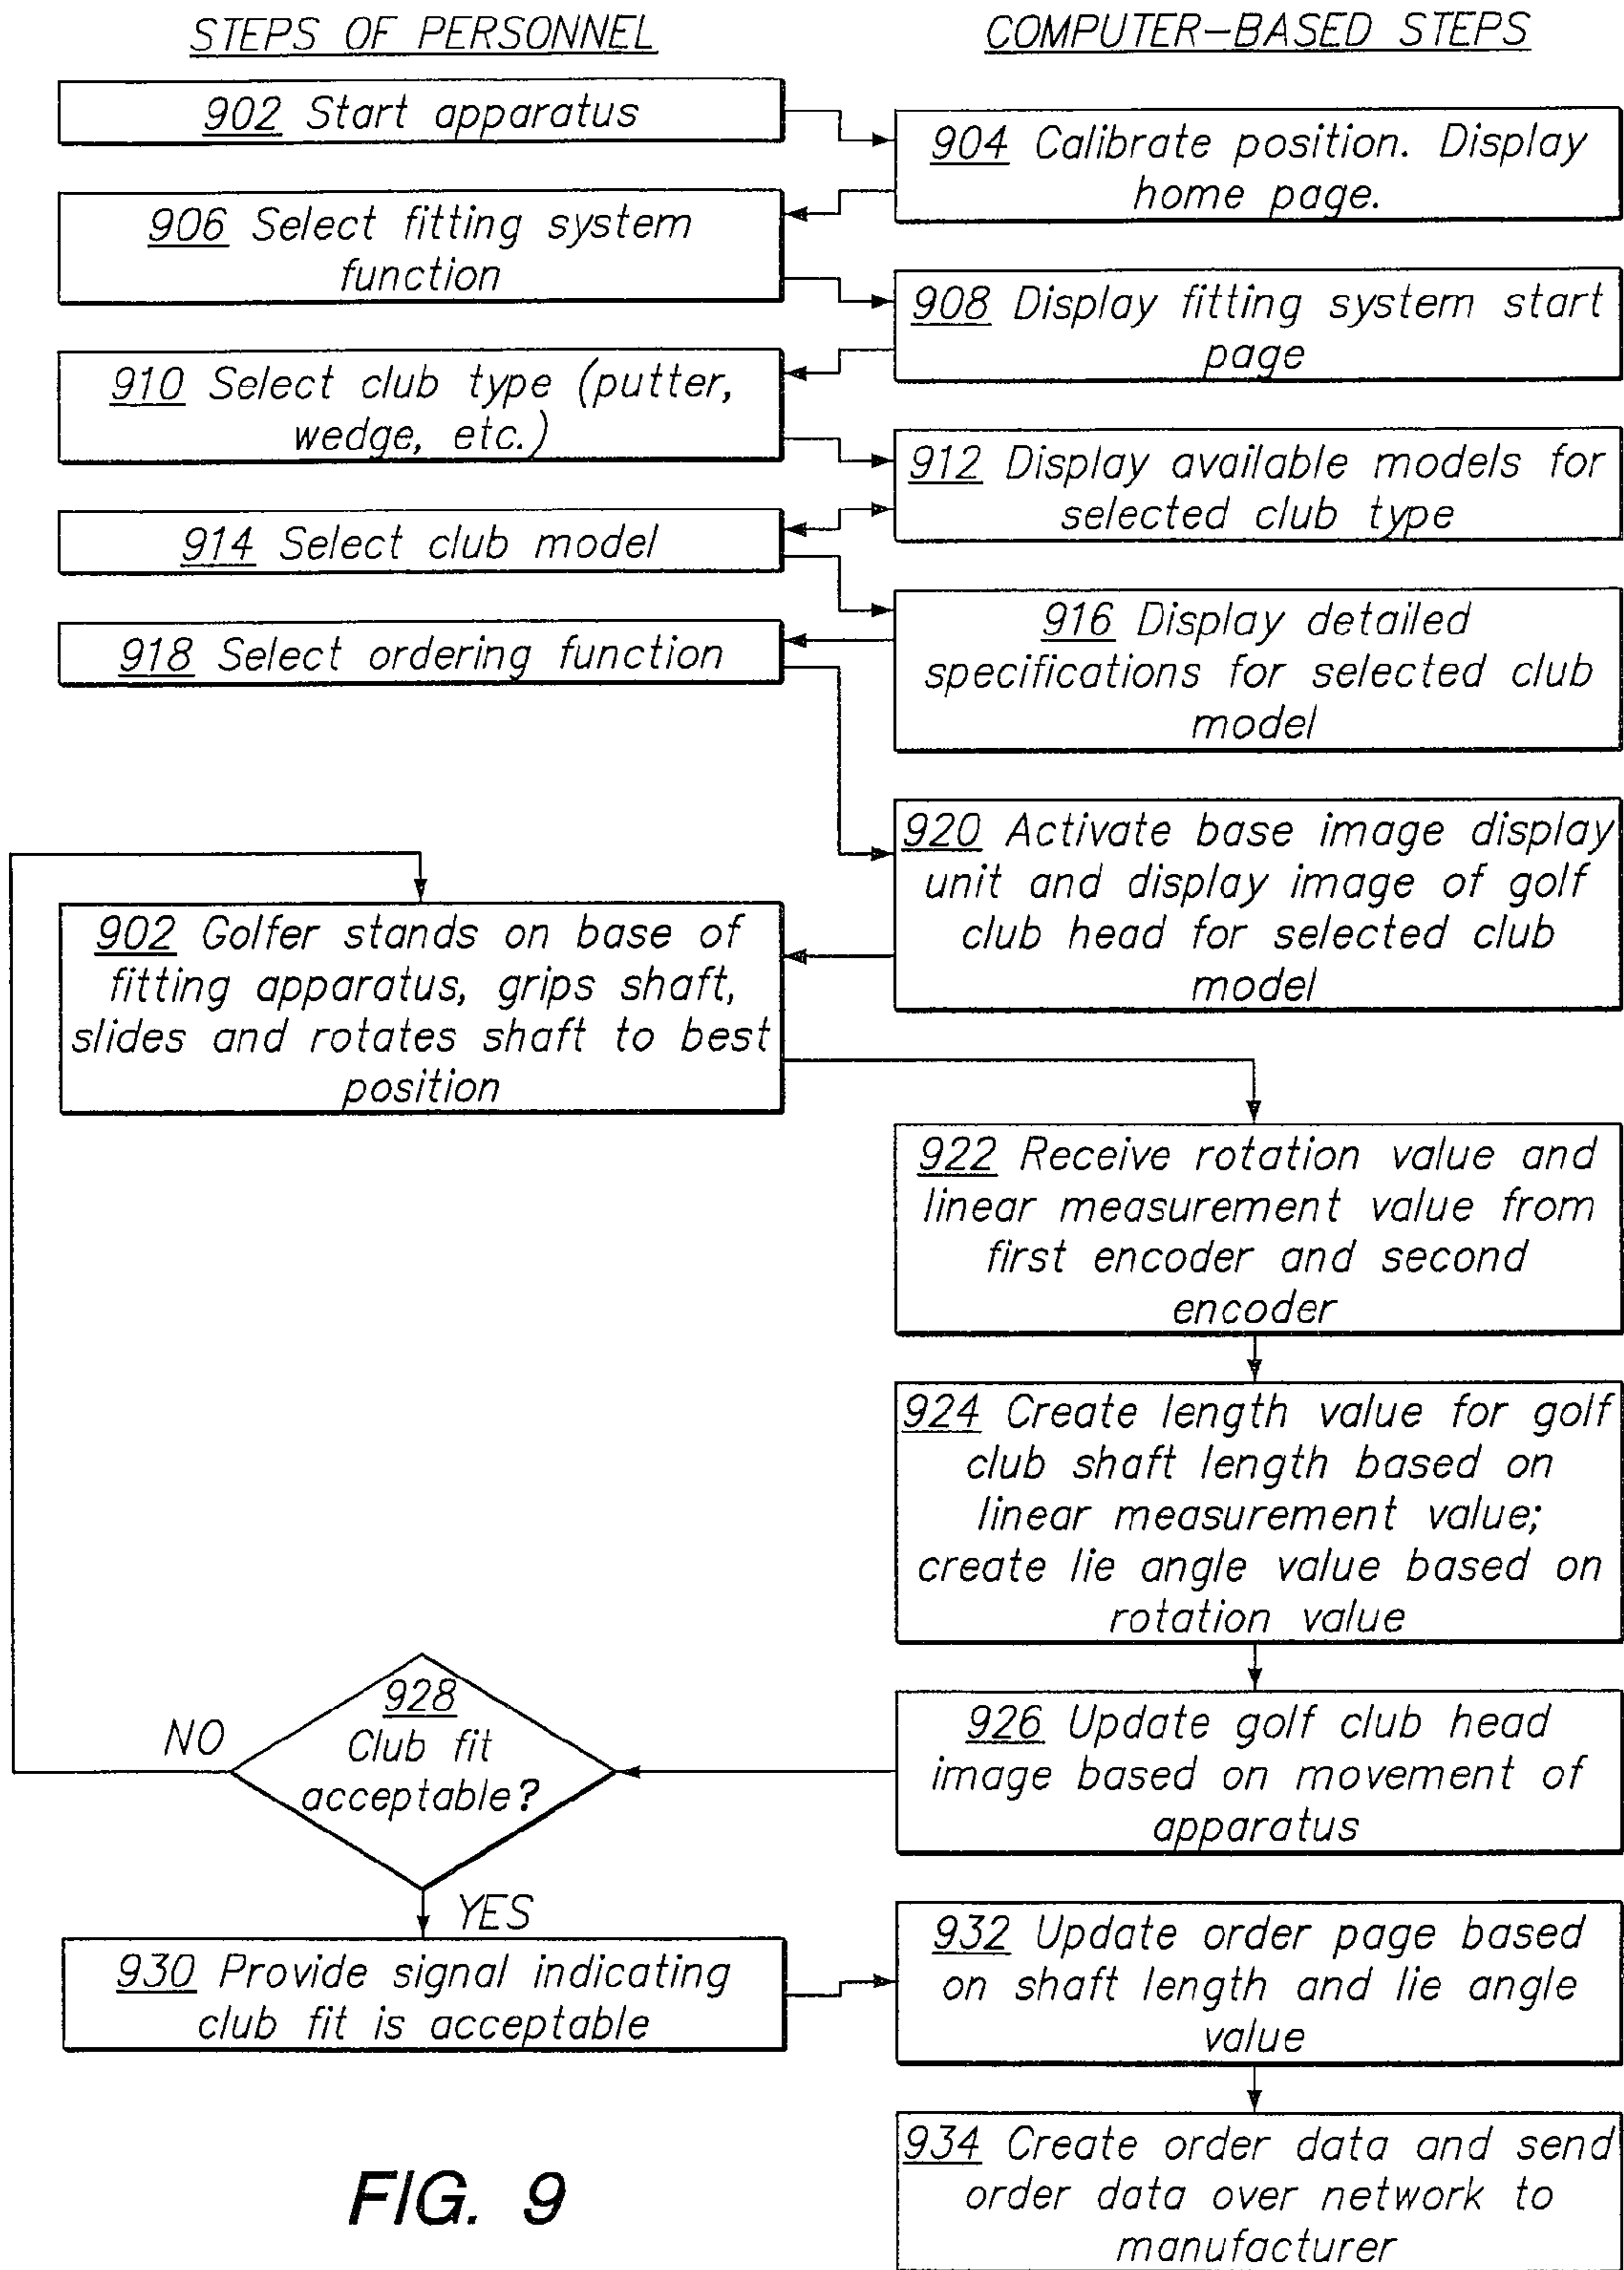 STEPS OF PERSONNEL
COMPUTER-BASED STEPS
902 Start apparatus
904 Calibrate position. Display
home page.
906 Select fitting system
function
908 Display fitting system start
page
910 Select club type (putter,
wedge, etc.)
912 Display available models for
selected club type
914 Select club model
916 Display detailed
specifications for selected club
model
918 Select ordering function
920 Activate base image display
unit and display image of golf
club head for selected club
model
902 Golfer stands on base of
fitting apparatus, grips shaft,
slides and rotates shaft to best
position
922 Receive rotation value and
linear measurement value from
first encoder and second
encoder
924 Create length value for golf
club shaft length based on
linear measurement value;
create lie angle value based on
rotation value
926 Update golf club head
image based on movement of
apparatus
928
Club fit
acceptable?
NO
YES
930 Provide signal indicating
club fit is acceptable
932 Update order page based
on shaft length and lie angle
value
934 Create order data and send
order data over network to
manufacturer
FIG. 9